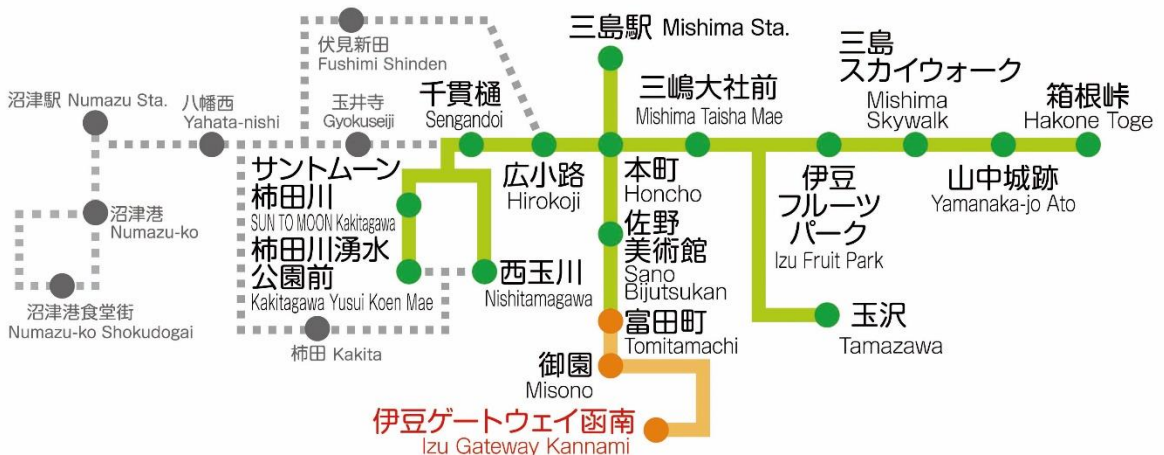 伏見新田
Fushimi Shinden
三島駅 Mishima Sta.
三島
スカイウォーク
Mishima
Skywalk
沼津駅 Numazu Sta.
八幡西
Yahata-nishi
玉井寺
Gyokuseiji
千貫樋
Sengandoi
三嶋大社前
Mishima Taisha Mae
箱根峠
Hakone Toge
サントムーン
柿田川
SUN TO MOON Kakitagawa
広小路
Hirokoji
本町
Honcho
伊豆
フルーツ
パーク
Izu Fruit Park
山中城跡
Yamanaka-jo Ato
沼津港
Numazu-ko
佐野
美術館
Sano
Bijutsukan
柿田川湧水
公園前
Kakitagawa Yusui Koen Mae
西玉川
Nishitamagawa
沼津港食堂街
Numazu-ko Shokudogai
柿田 Kakita
富田町
Tomitamachi
玉沢
Tamazawa
御園
Misono
伊豆ゲートウェイ函南
Izu Gateway Kannami